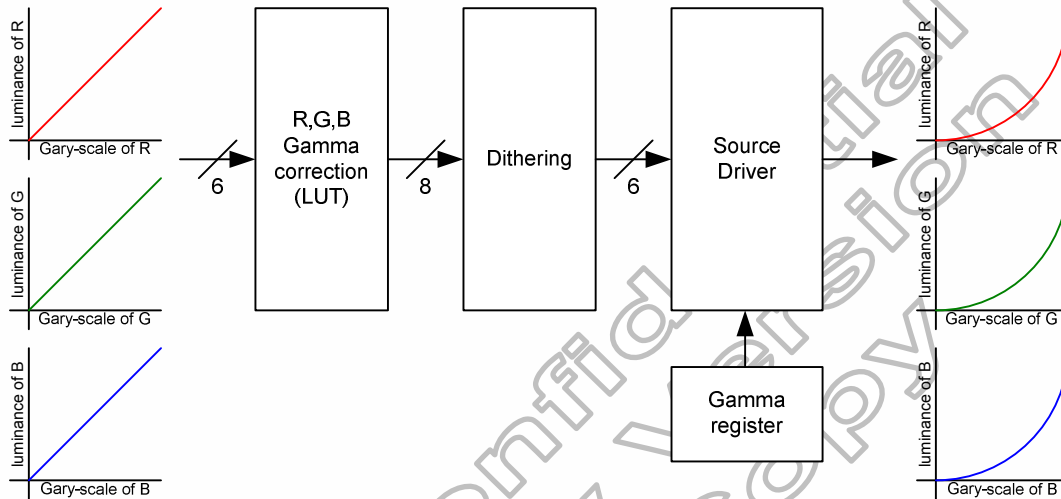 luminance of R
Gary-scale of R
luminance of G
Gary-scale of G
luminance of B
Gary-scale of B
6
R,G,B
Gamma
correction
(LUT)
8
Dithering
6
Source
Driver
Gamma
register
luminance of R
Gary-scale of R
luminance of G
Gary-scale of G
luminance of B
Gary-scale of B
Version